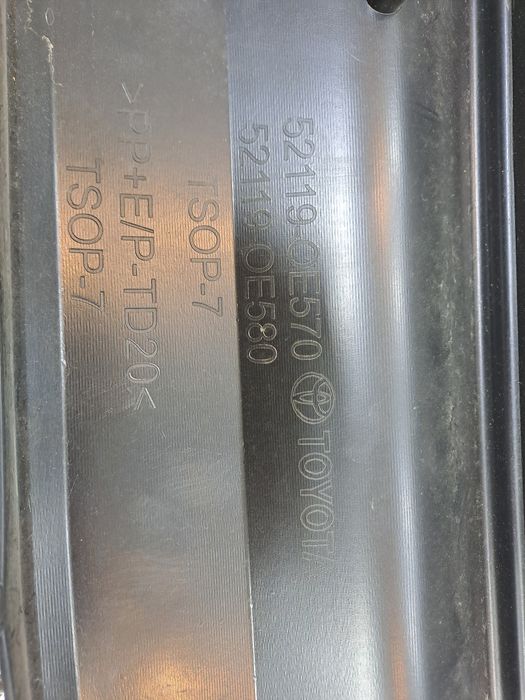 52119-0E570 TOYOTA
52119-0E580
TSOP-7
>PP+E/P-TD20<
TSOP-7